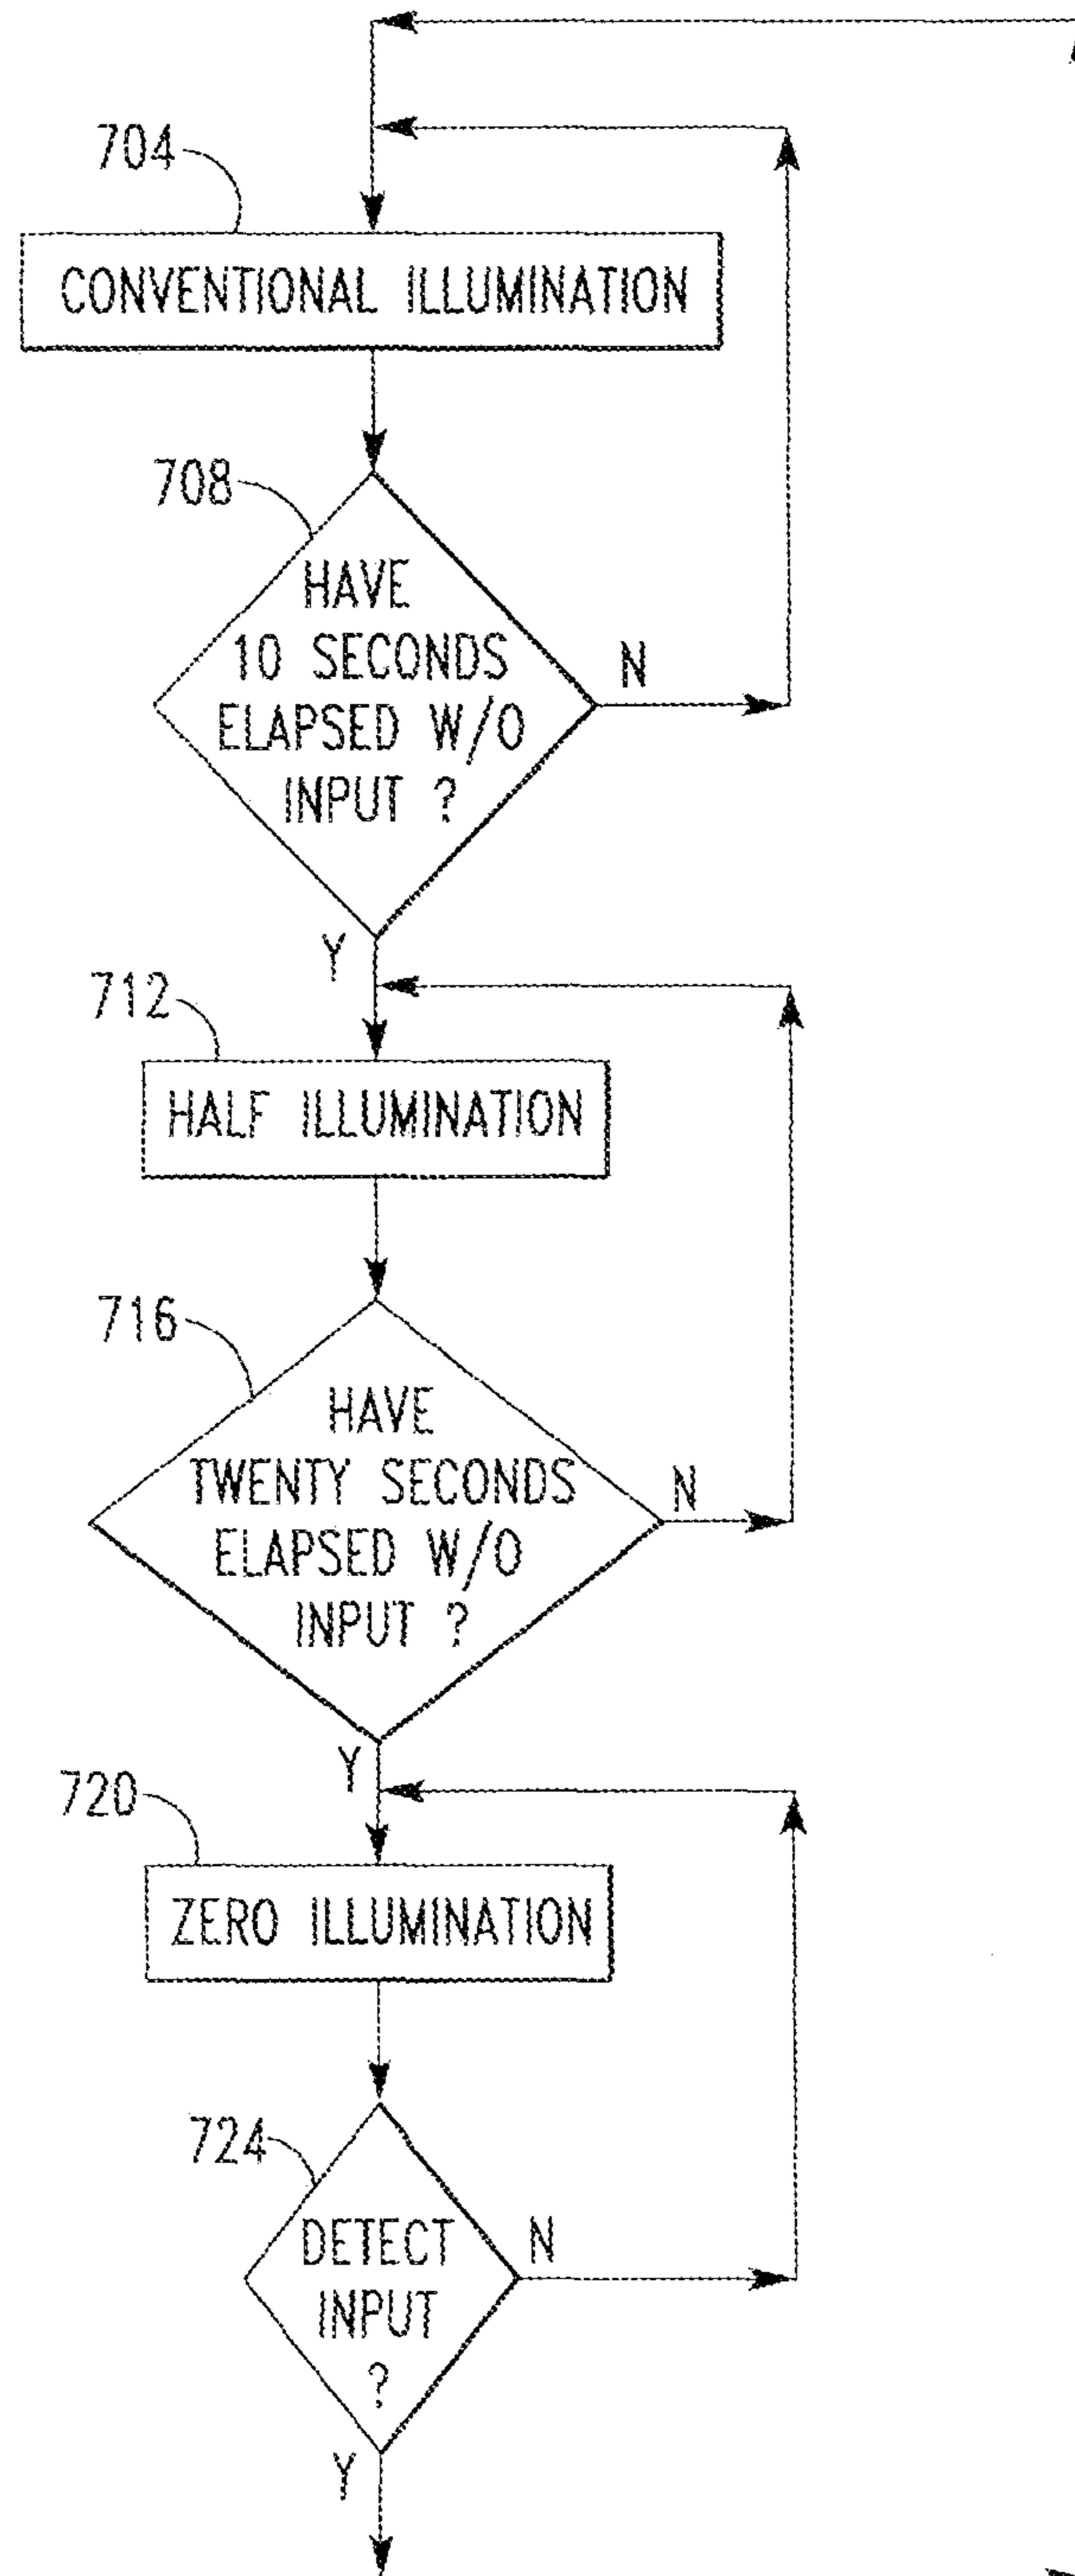 704
CONVENTIONAL ILLUMINATION
708
HAVE
10 SECONDS
ELAPSED W/O
INPUT ?
N
Y
712
HALF ILLUMINATION
716
HAVE
TWENTY SECONDS
ELAPSED W/O
INPUT ?
N
Y
720
ZERO ILLUMINATION
724
DETECT
INPUT
?
N
Y